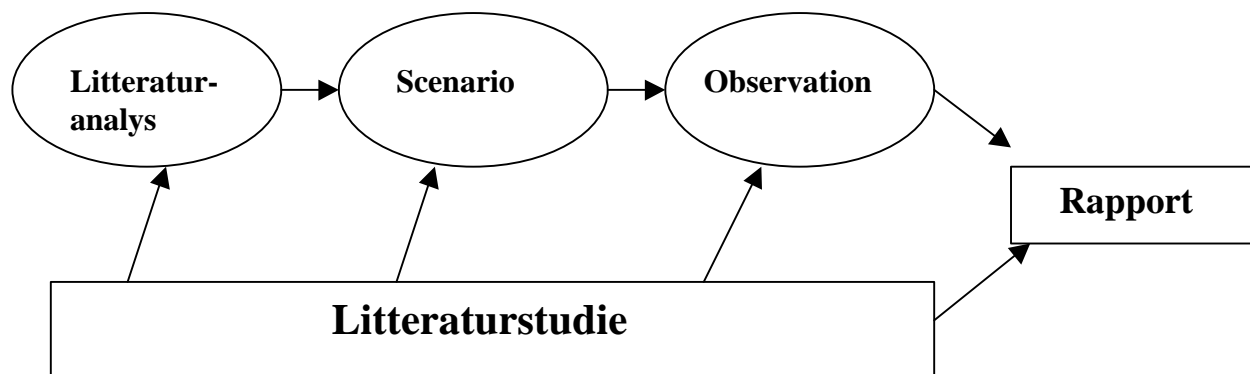 Litteratur-
analys
Scenario
Observation
Rapport
Litteraturstudie